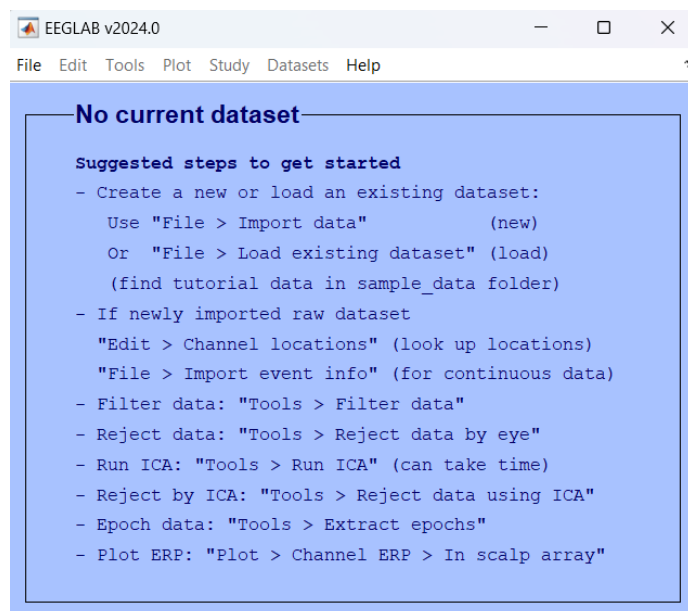 EEGLAB v2024.0
File Edit Tools Plot Study Datasets Help
No current dataset
Suggested steps to get started
- Create a new or load an existing dataset:
Use "File > Import data" (new)
Or "File > Load existing dataset" (load)
(find tutorial data in sample_data folder)
- If newly imported raw dataset
"Edit > Channel locations" (look up locations)
"File > Import event info" (for continuous data)
- Filter data: "Tools > Filter data"
- Reject data: "Tools > Reject data by eye"
- Run ICA: "Tools > Run ICA" (can take time)
- Reject by ICA: "Tools > Reject data using ICA"
- Epoch data: "Tools > Extract epochs"
- Plot ERP: "Plot > Channel ERP > In scalp array"